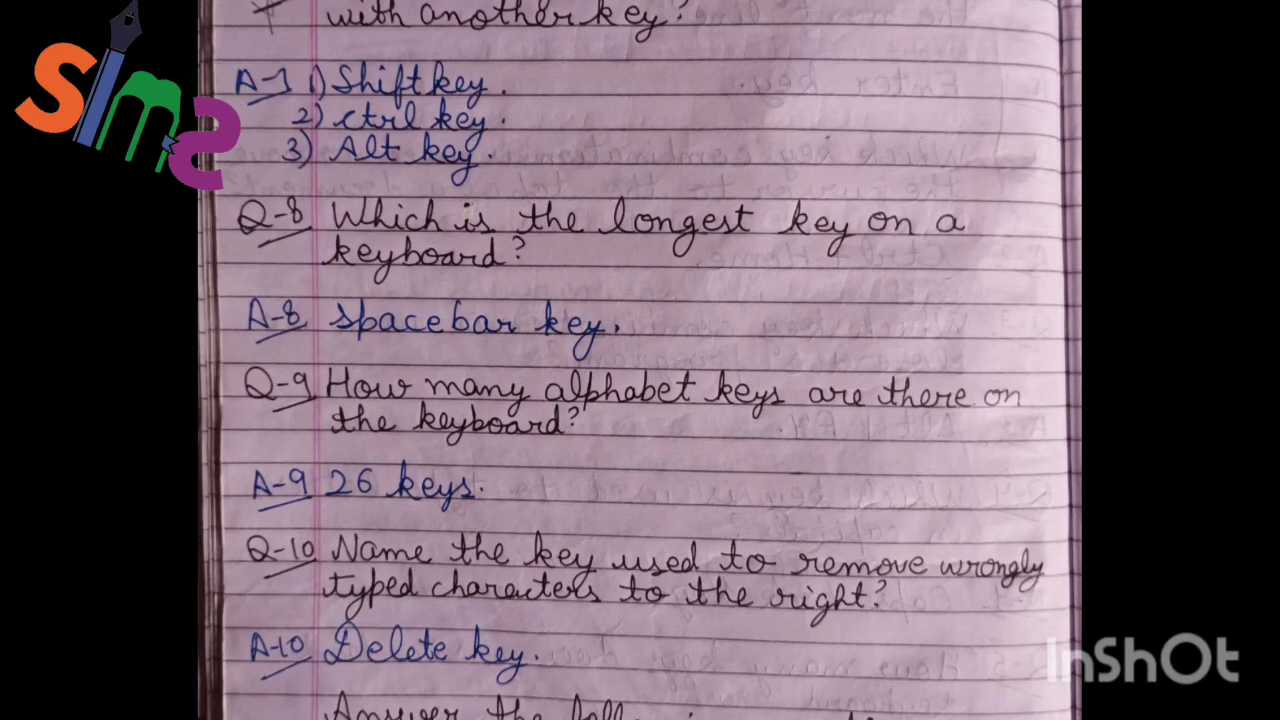 with another key?
A-7 1) Shift key.
2) Ctrl key.
3) Alt key.
Q-8 Which is the longest key on a
keyboard?
A-8 spacebar key.
Q-9 How many alphabet keys are there on
the keyboard?
A-9 26 keys.
Q-10 Name the key used to remove wrongly
typed characters to the right?
A-10 Delete key.
Answer the
InShOt